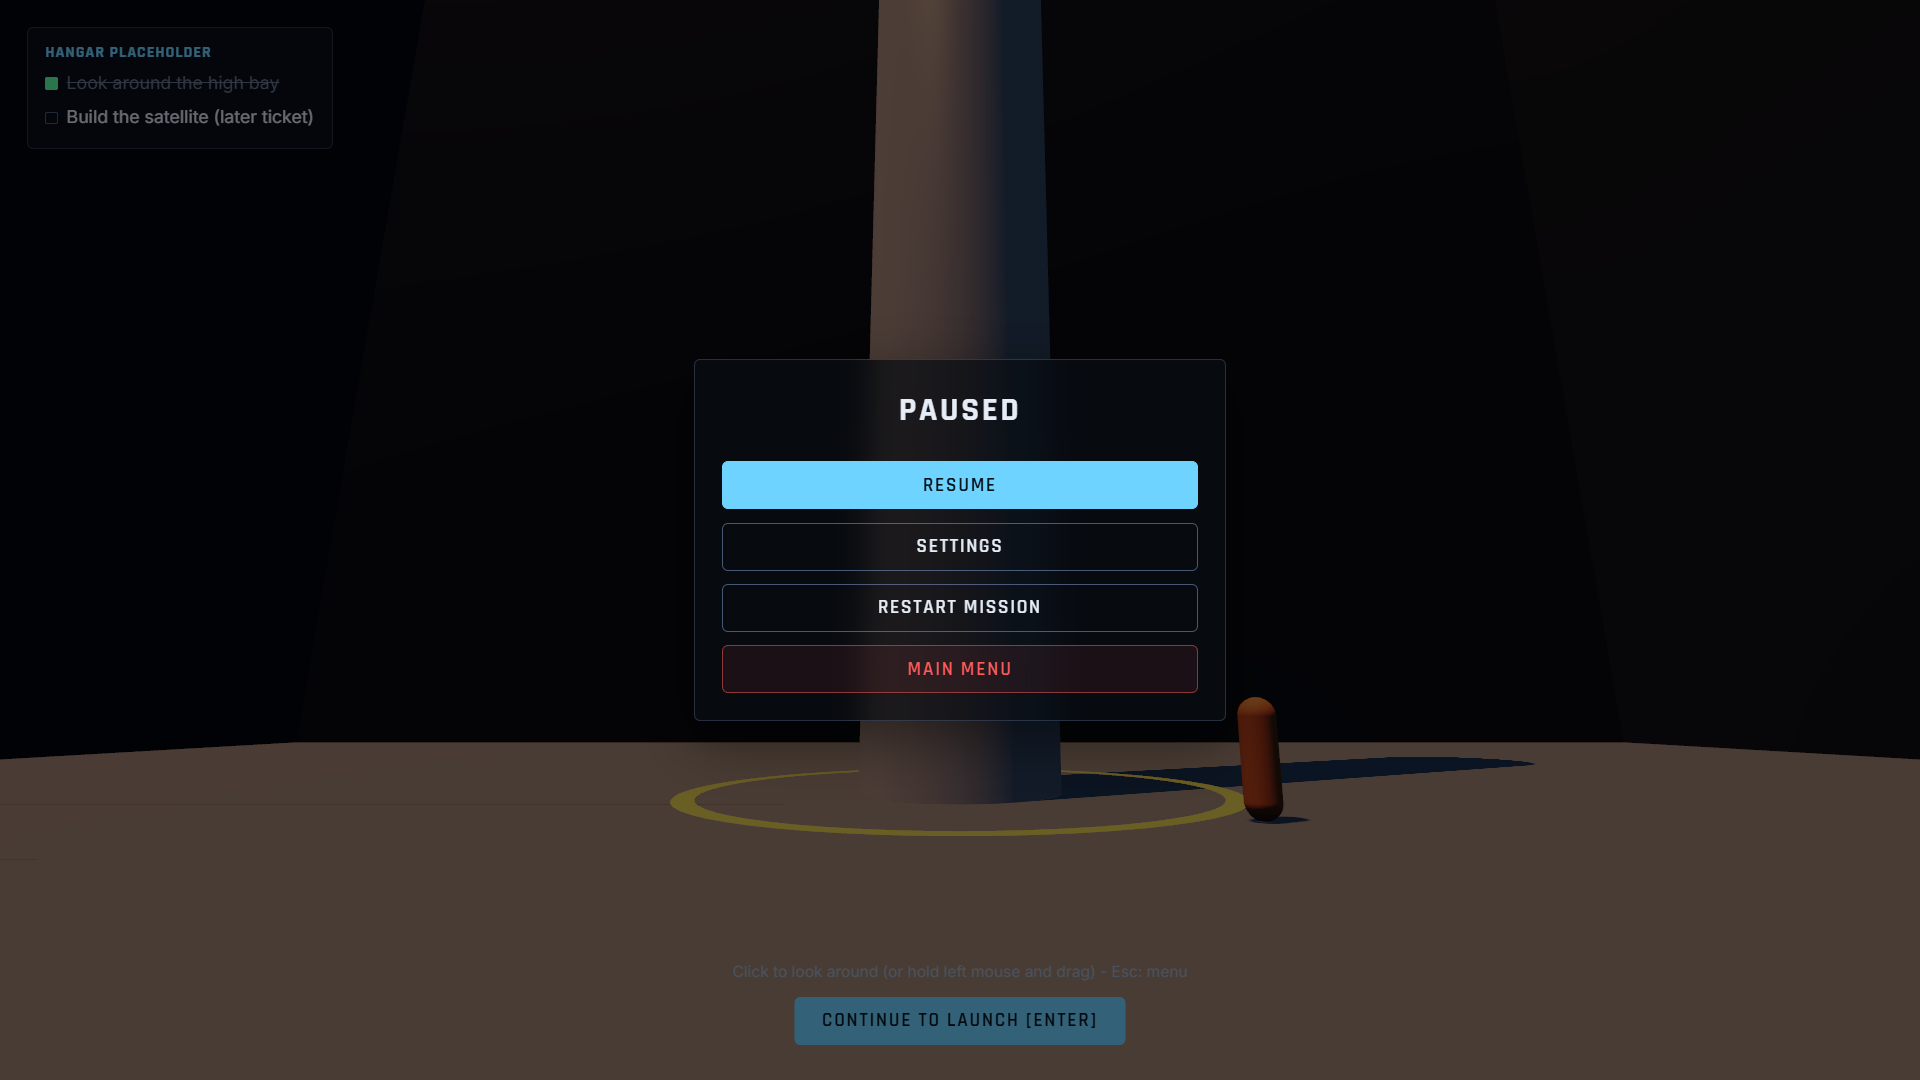 HANGAR PLACEHOLDER
Look around the high bay
Build the satellite (later ticket)
PAUSED
RESUME
SETTINGS
RESTART MISSION
MAIN MENU
Click to look around (or hold left mouse and drag) - Esc: menu
CONTINUE TO LAUNCH [ENTER]